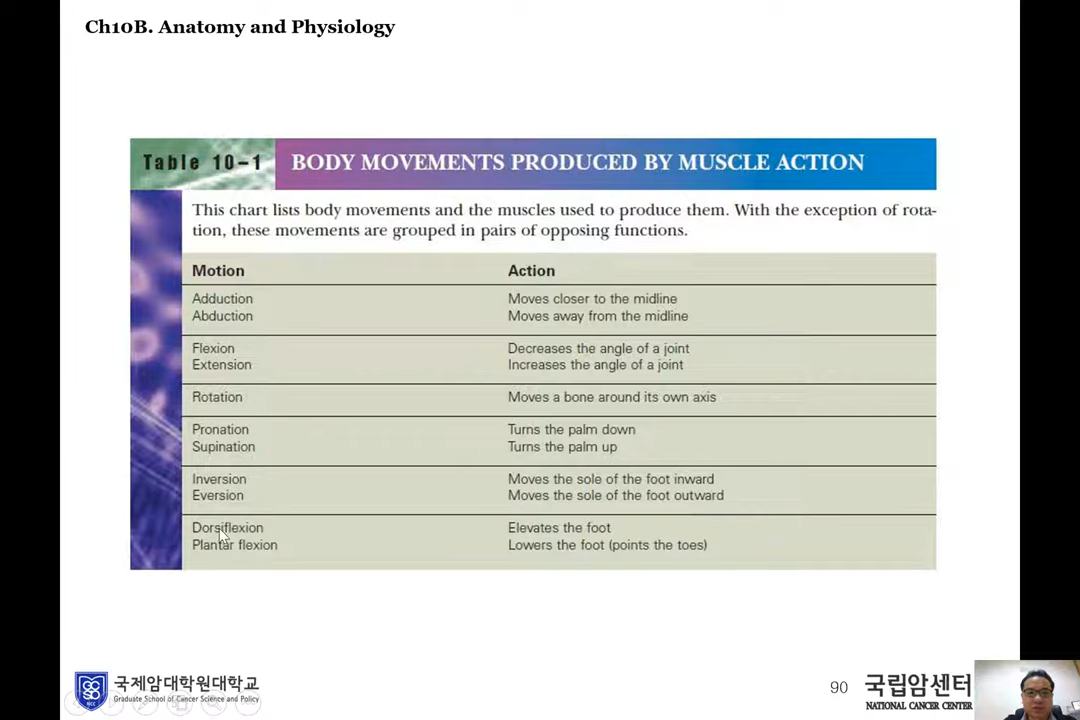 Ch10B. Anatomy and Physiology
Table 10–1 BODY MOVEMENTS PRODUCED BY MUSCLE ACTION
This chart lists body movements and the muscles used to produce them. With the exception of rota-
tion, these movements are grouped in pairs of opposing functions.
Motion Action
Adduction Moves closer to the midline
Abduction Moves away from the midline
Flexion Decreases the angle of a joint
Extension Increases the angle of a joint
Rotation Moves a bone around its own axis
Pronation Turns the palm down
Supination Turns the palm up
Inversion Moves the sole of the foot inward
Eversion Moves the sole of the foot outward
Dorsiflexion Elevates the foot
Plantar flexion Lowers the foot (points the toes)
국제암대학원대학교
Graduate School of Cancer Science and Policy
90
국립암센터
NATIONAL CANCER CENTER